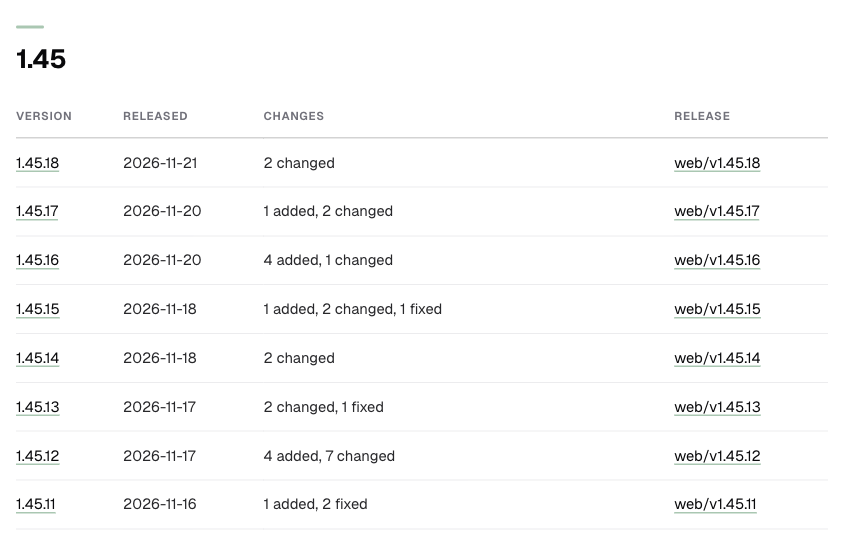 1.45
VERSION RELEASED CHANGES RELEASE
1.45.18 2026-11-21 2 changed web/v1.45.18
1.45.17 2026-11-20 1 added, 2 changed web/v1.45.17
1.45.16 2026-11-20 4 added, 1 changed web/v1.45.16
1.45.15 2026-11-18 1 added, 2 changed, 1 fixed web/v1.45.15
1.45.14 2026-11-18 2 changed web/v1.45.14
1.45.13 2026-11-17 2 changed, 1 fixed web/v1.45.13
1.45.12 2026-11-17 4 added, 7 changed web/v1.45.12
1.45.11 2026-11-16 1 added, 2 fixed web/v1.45.11